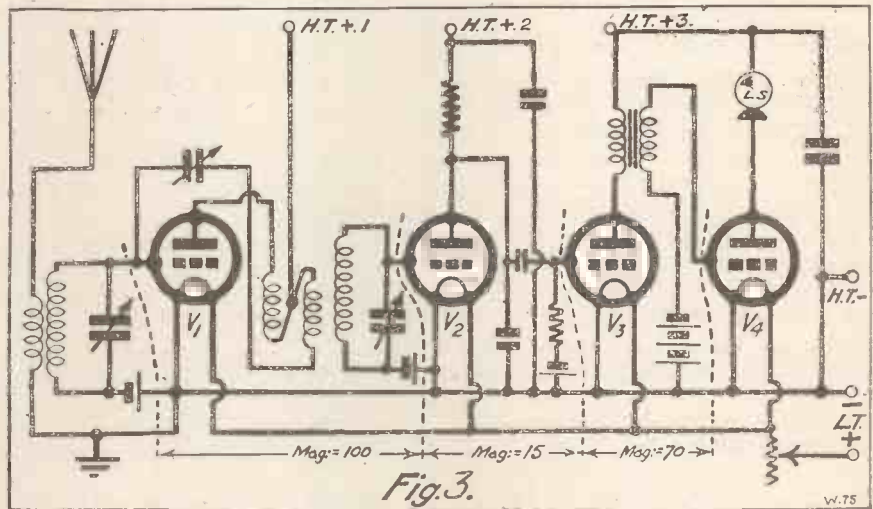 H.T.+.1
H.T.+.2
H.T.+3.
L.S
V1
V2
V3
V4
H.T.-
-
L.T.
+
Mag:=100
Mag:=15
Mag:=70
Fig.3.
W.75